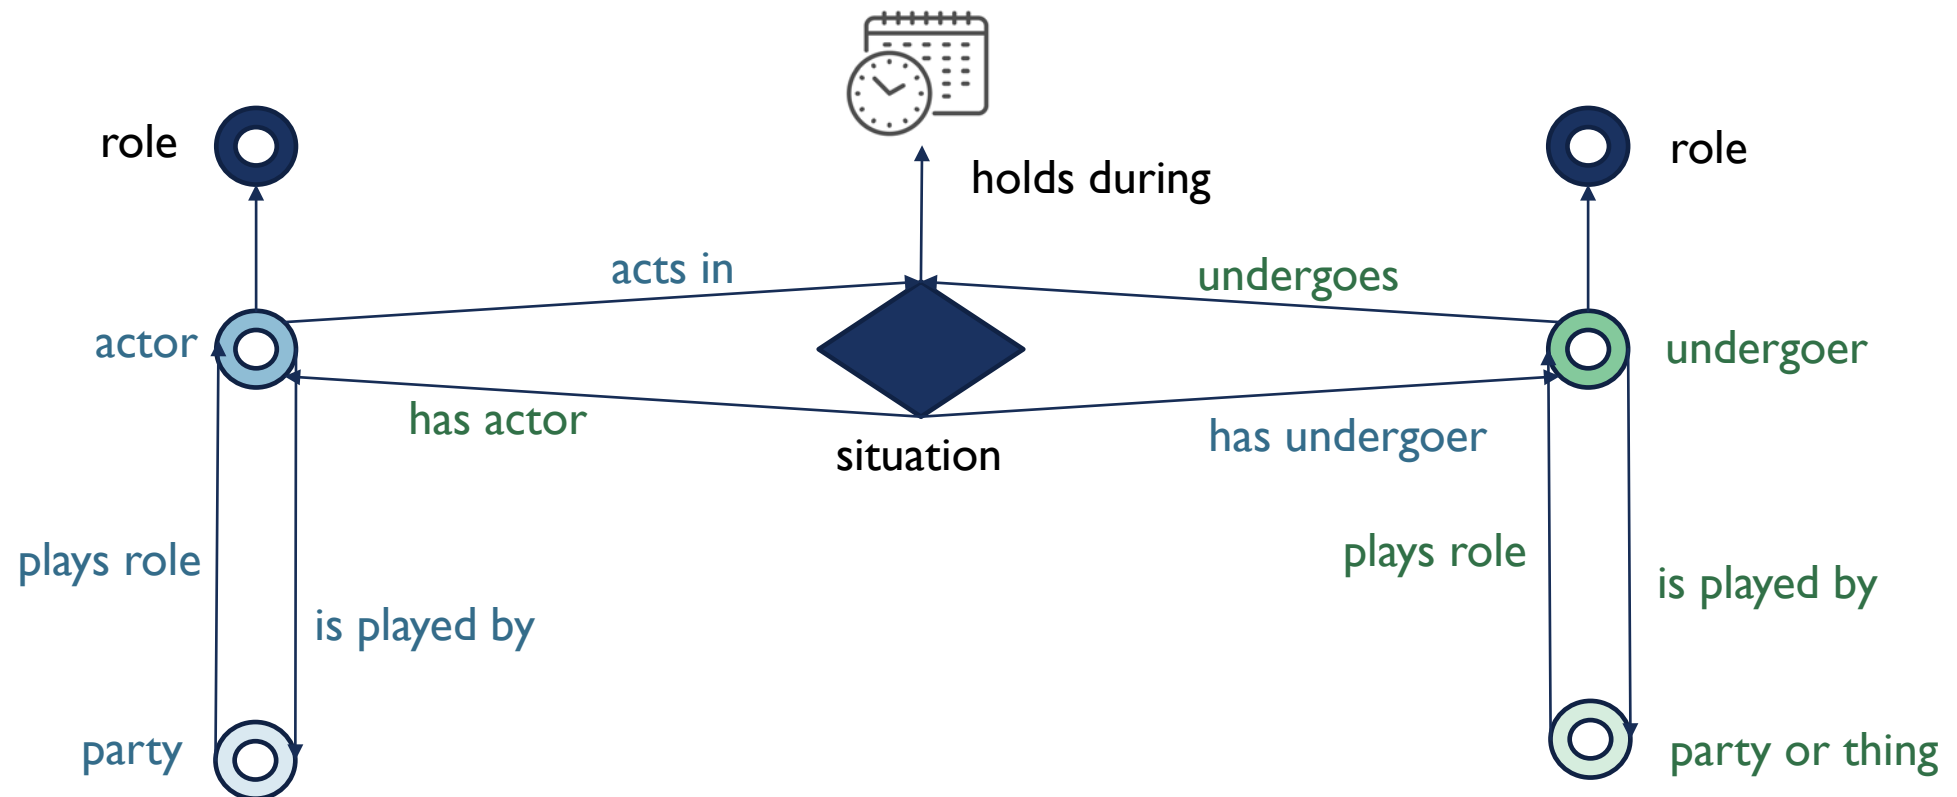 role
role
holds during
acts in
undergoes
actor
undergoer
has actor
has undergoer
situation
plays role
plays role
is played by
is played by
party
party or thing